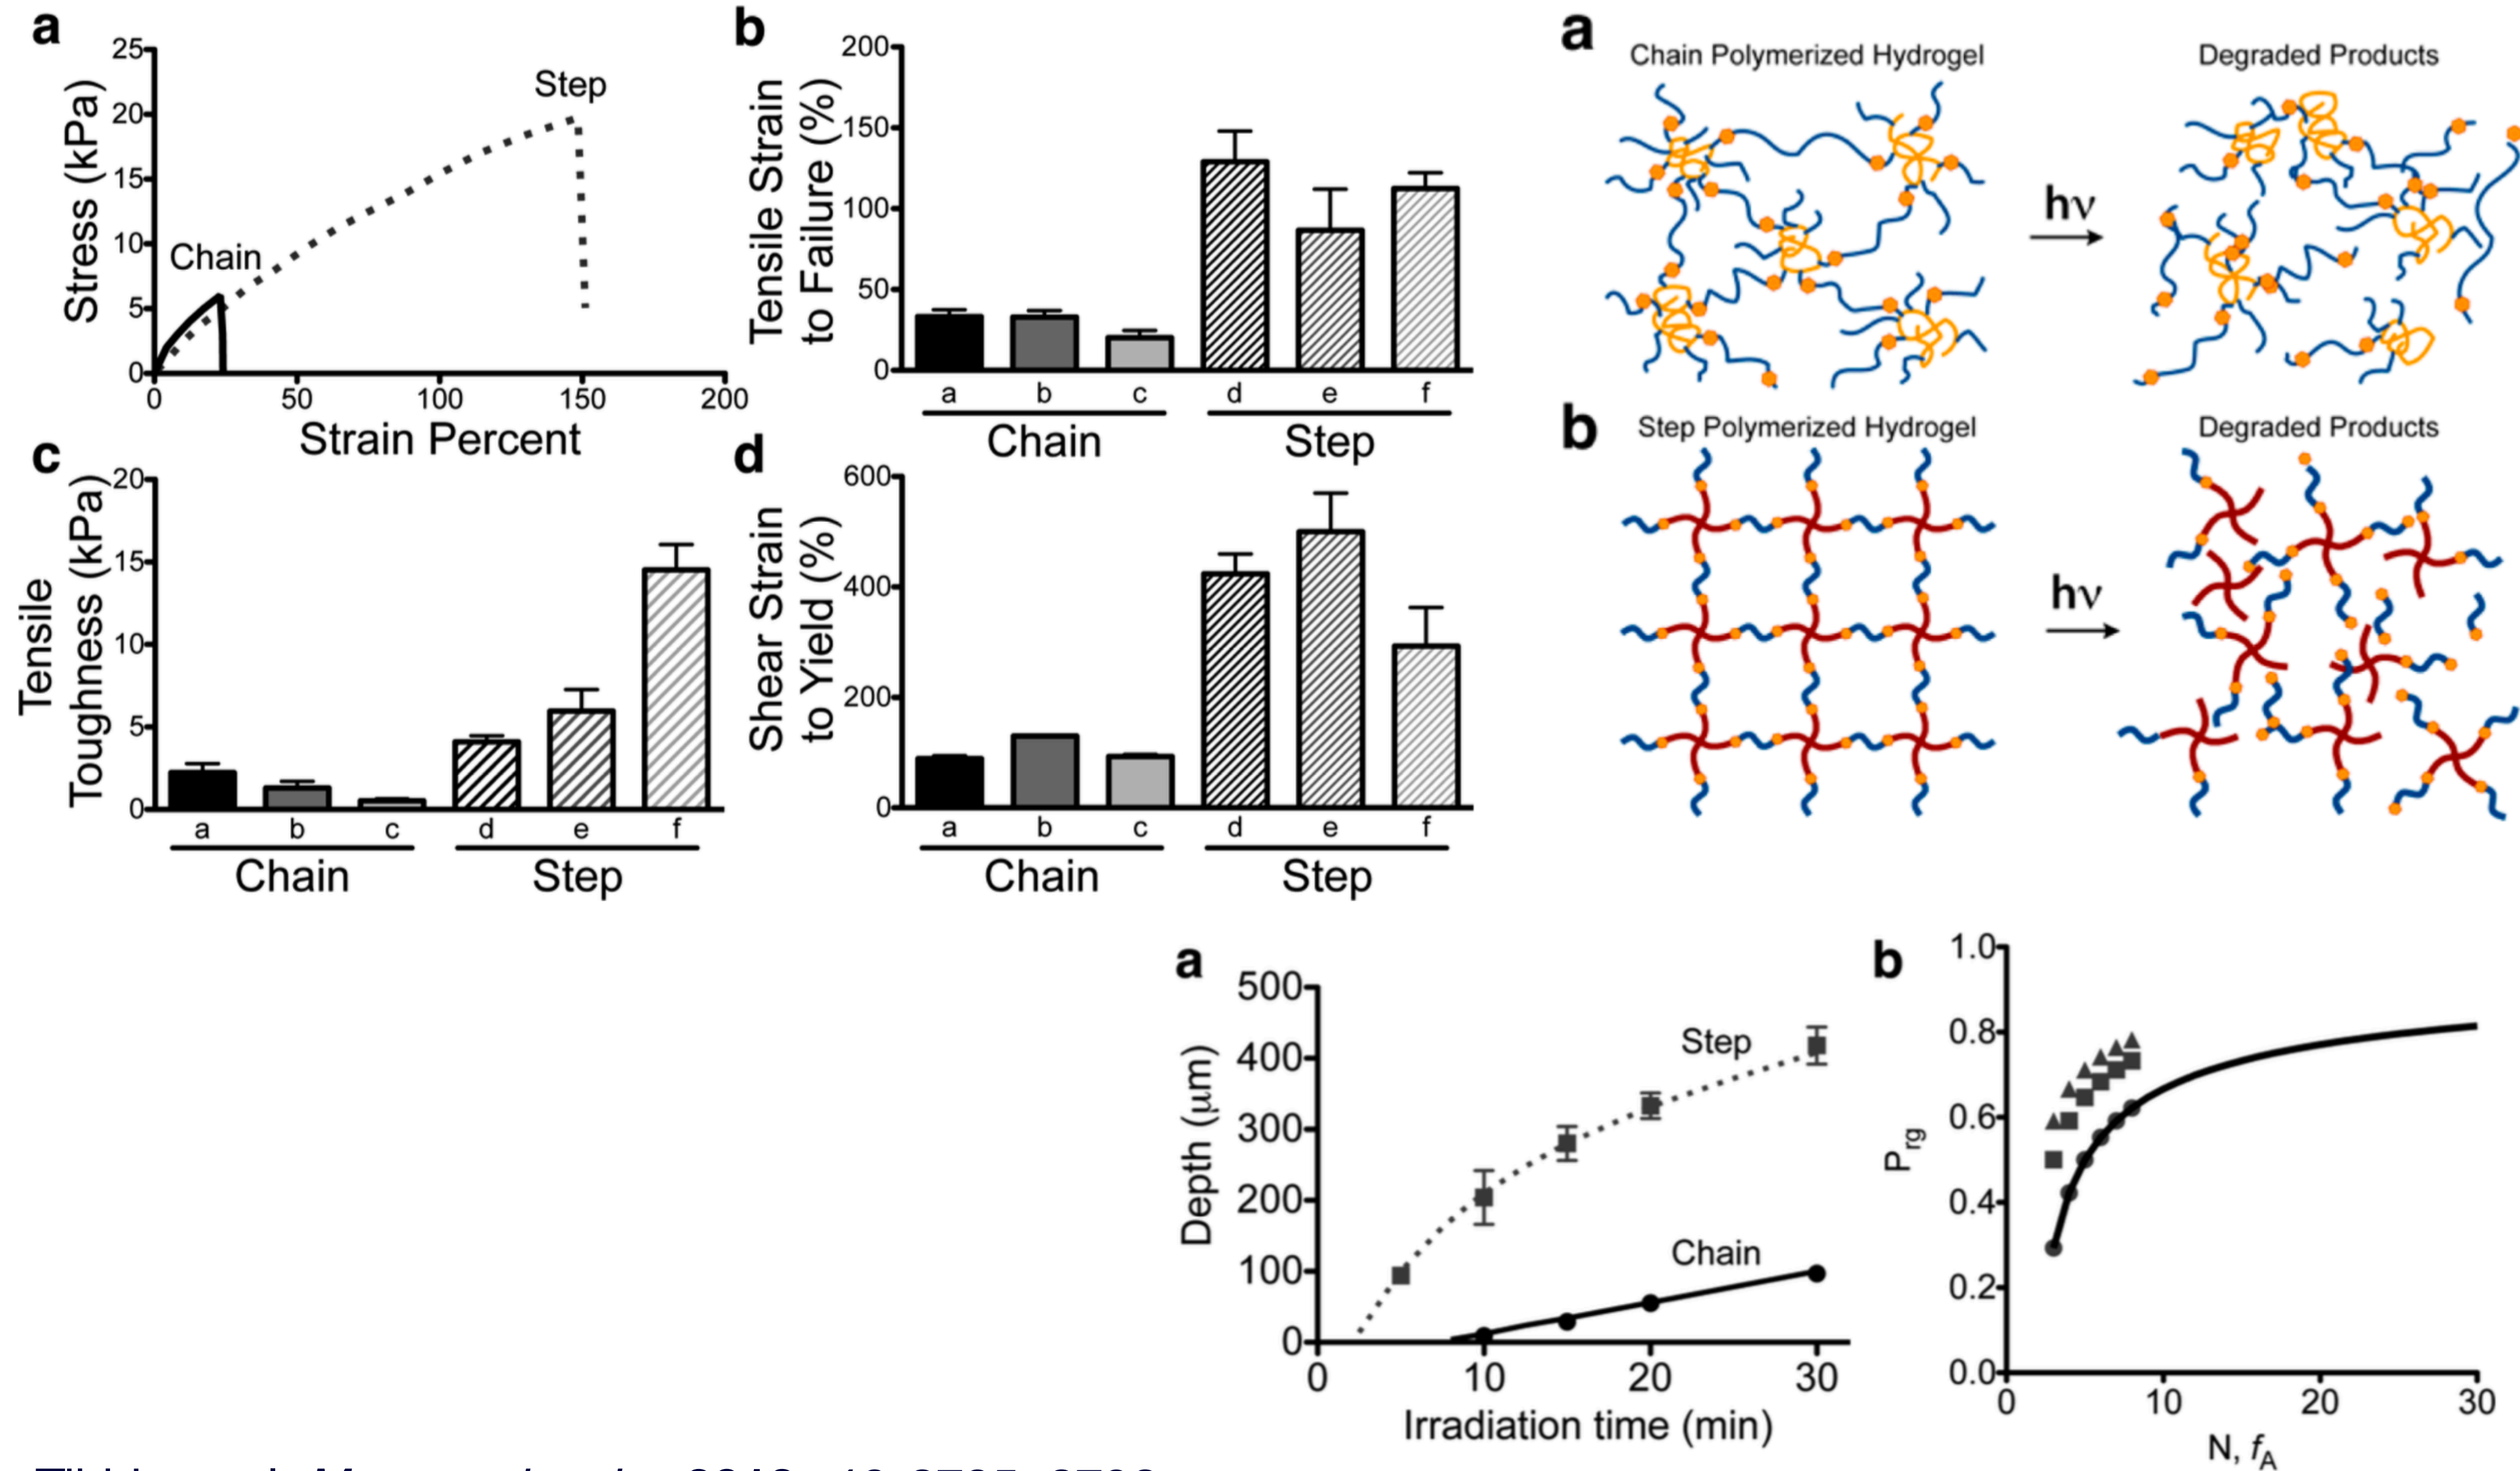 a
25
20
15
10
5
0
Stress (kPa)
Step
Chain
0 50 100 150 200
Strain Percent
b
200
150
100
50
0
Tensile Strain
to Failure (%)
a b c d e f
Chain Step
c
20
15
10
5
0
Tensile
Toughness (kPa)
a b c d e f
Chain Step
d
600
400
200
0
Shear Strain
to Yield (%)
a b c d e f
Chain Step
a
Chain Polymerized Hydrogel
hν
Degraded Products
b
Step Polymerized Hydrogel
hν
Degraded Products
a
500
400
300
200
100
0
Depth (μm)
Step
Chain
0 10 20 30
Irradiation time (min)
b
1.0
0.8
0.6
0.4
0.2
0.0
Prg
0 10 20 30
N, fA